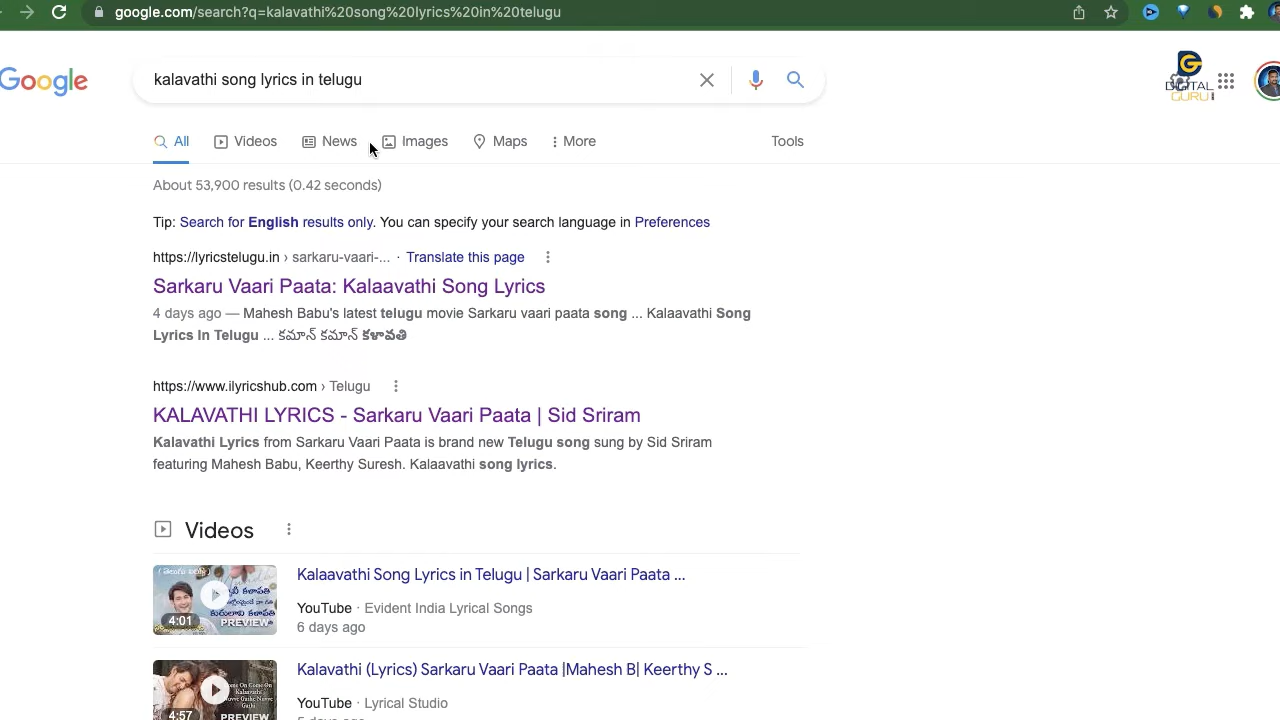 google.com/search?q=kalavathi%20song%20lyrics%20in%20telugu
Google
kalavathi song lyrics in telugu
DIGITAL
GURU
All Videos News Images Maps More Tools
About 53,900 results (0.42 seconds)
Tip: Search for English results only. You can specify your search language in Preferences
https://lyricstelugu.in › sarkaru-vaari-... · Translate this page
Sarkaru Vaari Paata: Kalaavathi Song Lyrics
4 days ago — Mahesh Babu's latest telugu movie Sarkaru vaari paata song ... Kalaavathi Song
Lyrics In Telugu ... కమాన్ కమాన్ కళావతి
https://www.ilyricshub.com › Telugu
KALAVATHI LYRICS - Sarkaru Vaari Paata | Sid Sriram
Kalavathi Lyrics from Sarkaru Vaari Paata is brand new Telugu song sung by Sid Sriram
featuring Mahesh Babu, Keerthy Suresh. Kalaavathi song lyrics.
Videos
Kalaavathi Song Lyrics in Telugu | Sarkaru Vaari Paata ...
YouTube · Evident India Lyrical Songs
6 days ago
4:01
PREVIEW
Kalavathi (Lyrics) Sarkaru Vaari Paata |Mahesh B| Keerthy S ...
YouTube · Lyrical Studio
5 days ago
4:57
PREVIEW